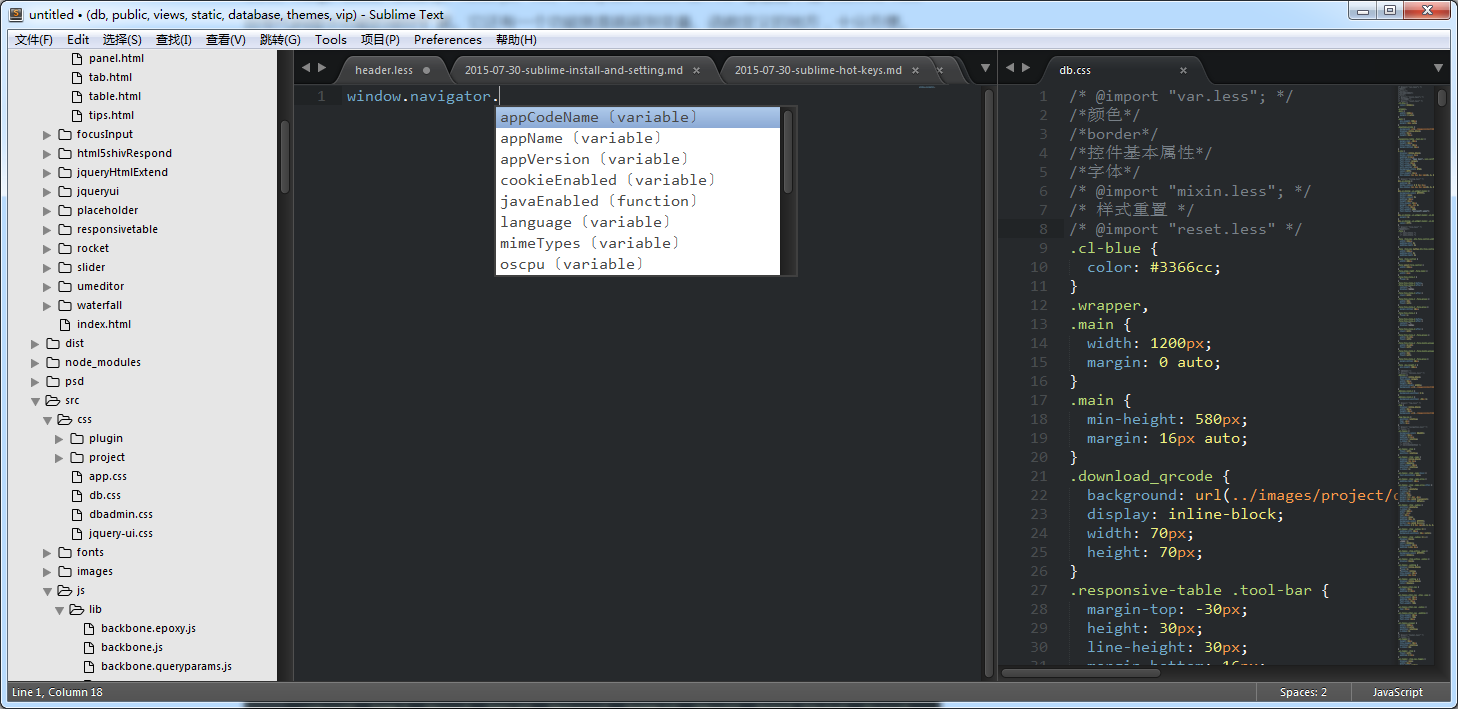 untitled • (db, public, views, static, database, themes, vip) - Sublime Text
文件(F) Edit 选择(S) 查找(I) 查看(V) 跳转(G) Tools 项目(P) Preferences 帮助(H)
panel.html
tab.html
table.html
tips.html
focusInput
html5shivRespond
jqueryHtmlExtend
jqueryui
placeholder
responsivetable
rocket
slider
umeditor
waterfall
index.html
dist
node_modules
psd
src
css
plugin
project
app.css
db.css
dbadmin.css
jquery-ui.css
fonts
images
js
lib
backbone.epoxy.js
backbone.js
backbone.queryparams.js
header.less 2015-07-30-sublime-install-and-setting.md 2015-07-30-sublime-hot-keys.md
1 window.navigator.
appCodeName (variable)
appName (variable)
appVersion (variable)
cookieEnabled (variable)
javaEnabled (function)
language (variable)
mimeTypes (variable)
oscpu (variable)
db.css
1 /* @import "var.less"; */
2 /*颜色*/
3 /*border*/
4 /*控件基本属性*/
5 /*字体*/
6 /* @import "mixin.less"; */
7 /* 样式重置 */
8 /* @import "reset.less" */
9 .cl-blue {
10 color: #3366cc;
11 }
12 .wrapper,
13 .main {
14 width: 1200px;
15 margin: 0 auto;
16 }
17 .main {
18 min-height: 580px;
19 margin: 16px auto;
20 }
21 .download_qrcode {
22 background: url(../images/project/
23 display: inline-block;
24 width: 70px;
25 height: 70px;
26 }
27 .responsive-table .tool-bar {
28 margin-top: -30px;
29 height: 30px;
30 line-height: 30px;
Line 1, Column 18
Spaces: 2
JavaScript